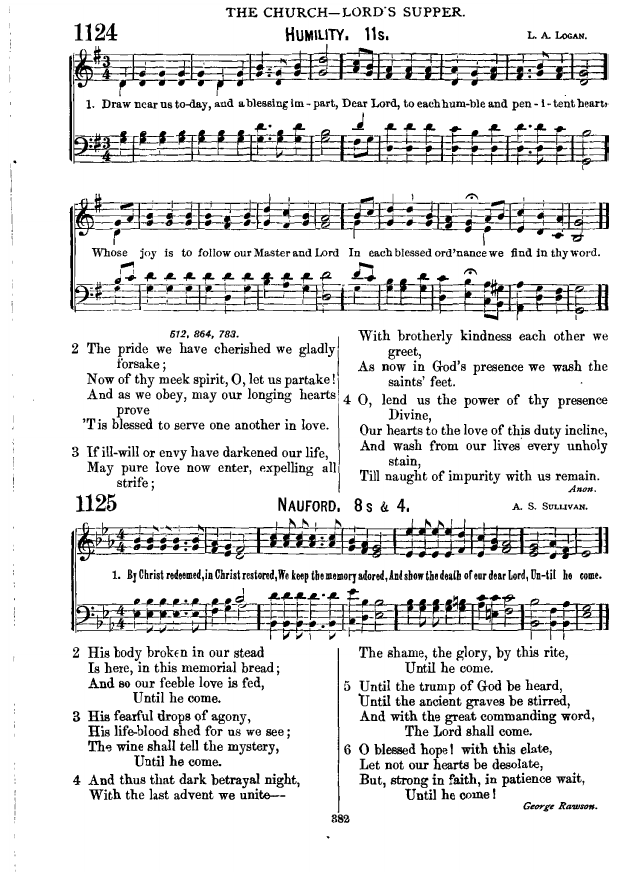 THE CHURCH—LORD'S SUPPER.
1124
HUMILITY. 11s.
L. A. LOGAN.
1. Draw near us to-day, and a blessing im - part, Dear Lord, to each hum-ble and pen - i - tent heart,
Whose joy is to follow our Master and Lord In each blessed ord'nance we find in thy word.
512, 864, 783.
2 The pride we have cherished we gladly
forsake;
Now of thy meek spirit, O, let us partake!
And as we obey, may our longing hearts
prove
'Tis blessed to serve one another in love.
3 If ill-will or envy have darkened our life,
May pure love now enter, expelling all
strife;
With brotherly kindness each other we
greet,
As now in God's presence we wash the
saints' feet.
4 O, lend us the power of thy presence
Divine,
Our hearts to the love of this duty incline,
And wash from our lives every unholy
stain,
Till naught of impurity with us remain.
Anon.
1125
NAUFORD. 8s & 4.
A. S. SULLIVAN.
1. By Christ redeemed, in Christ restored, We keep the memory adored, And show the death of our dear Lord, Un-til he come.
2 His body broken in our stead
Is here, in this memorial bread;
And so our feeble love is fed,
Until he come.
3 His fearful drops of agony,
His life-blood shed for us we see;
The wine shall tell the mystery,
Until he come.
4 And thus that dark betrayal night,
With the last advent we unite—
The shame, the glory, by this rite,
Until he come.
5 Until the trump of God be heard,
Until the ancient graves be stirred,
And with the great commanding word,
The Lord shall come.
6 O blessed hope! with this elate,
Let not our hearts be desolate,
But, strong in faith, in patience wait,
Until he come!
George Rawson.
382